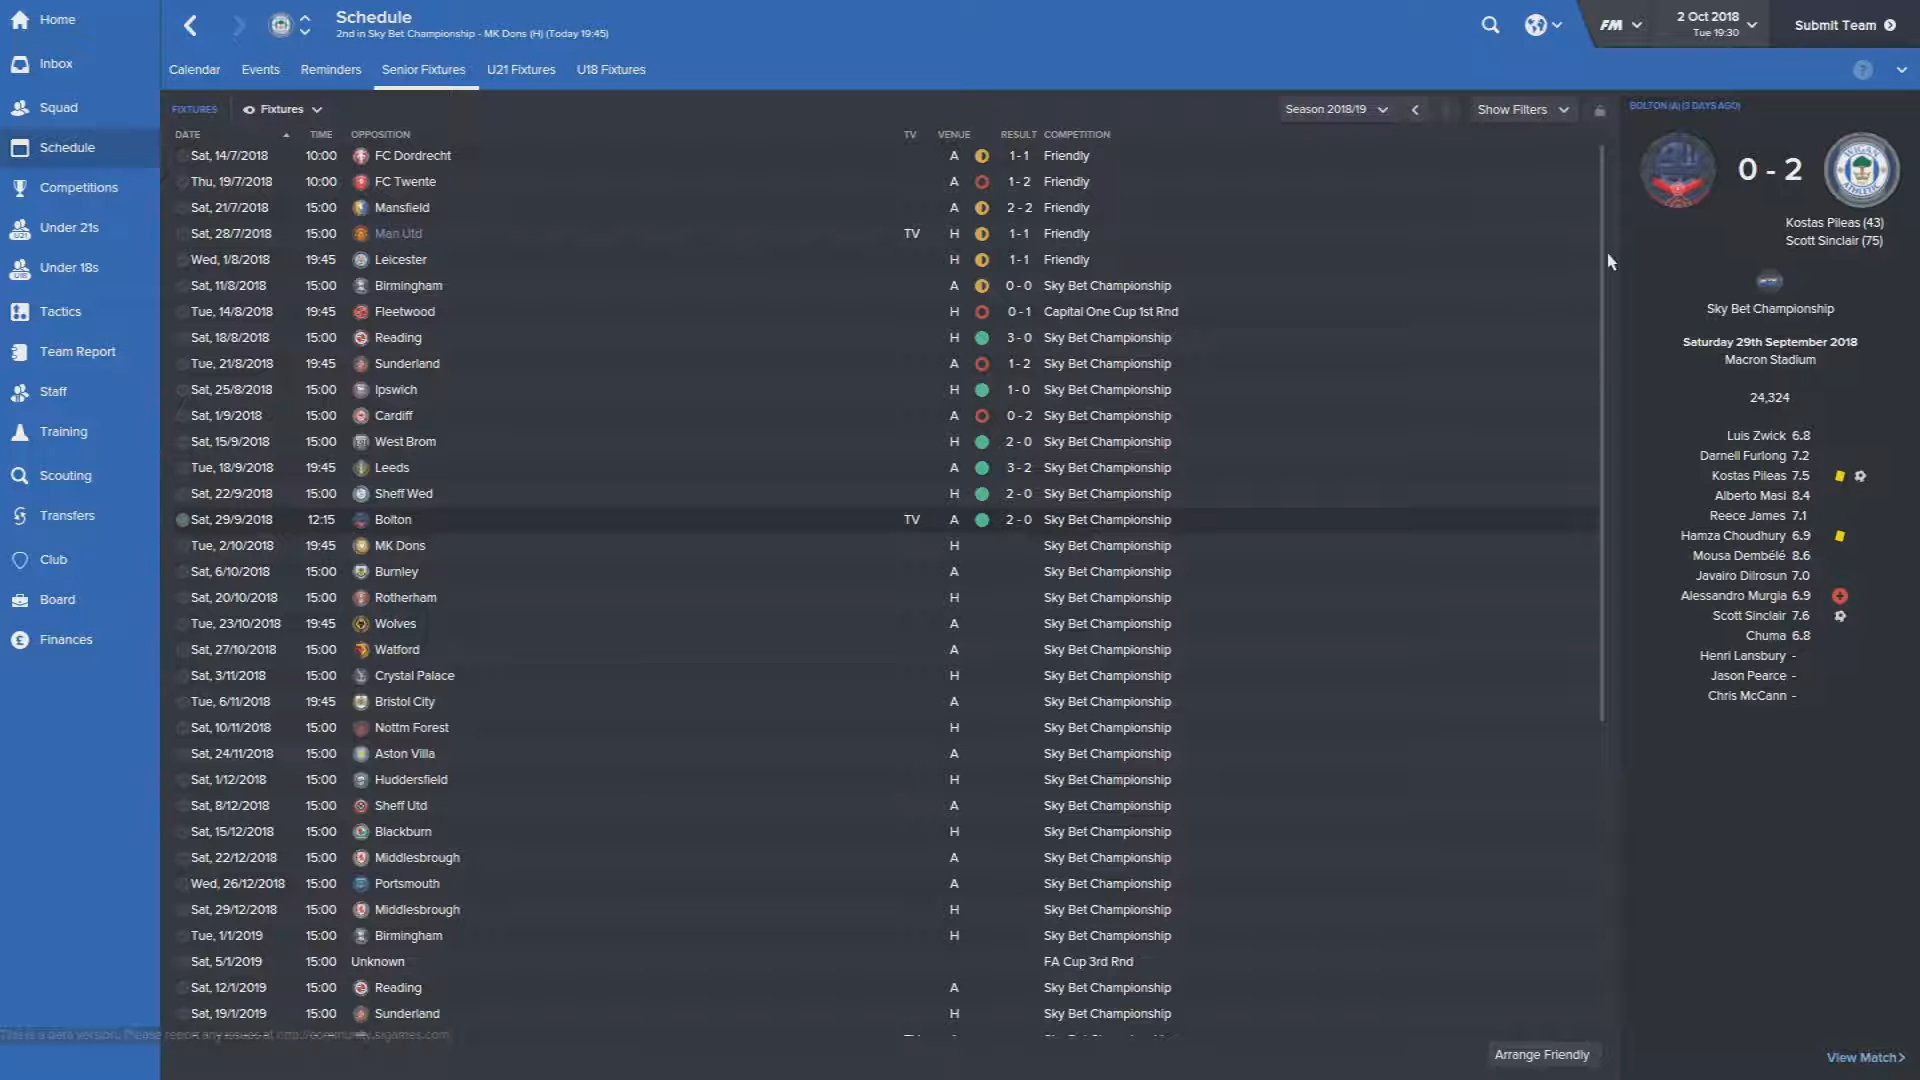 Home
Inbox
Squad
Schedule
Competitions
Under 21s
Under 18s
Tactics
Team Report
Staff
Training
Scouting
Transfers
Club
Board
Finances
Schedule
2nd in Sky Bet Championship - MK Dons (H) (Today 19:45)
FM
2 Oct 2018
Tue 19:30
Submit Team
Calendar Events Reminders Senior Fixtures U21 Fixtures U18 Fixtures
FIXTURES Fixtures Season 2018/19 Show Filters
DATE TIME OPPOSITION TV VENUE RESULT COMPETITION
Sat, 14/7/2018 10:00 FC Dordrecht A 1 - 1 Friendly
Thu, 19/7/2018 10:00 FC Twente A 1 - 2 Friendly
Sat, 21/7/2018 15:00 Mansfield A 2 - 2 Friendly
Sat, 28/7/2018 15:00 Man Utd TV H 1 - 1 Friendly
Wed, 1/8/2018 19:45 Leicester H 1 - 1 Friendly
Sat, 11/8/2018 15:00 Birmingham A 0 - 0 Sky Bet Championship
Tue, 14/8/2018 19:45 Fleetwood H 0 - 1 Capital One Cup 1st Rnd
Sat, 18/8/2018 15:00 Reading H 3 - 0 Sky Bet Championship
Tue, 21/8/2018 19:45 Sunderland A 1 - 2 Sky Bet Championship
Sat, 25/8/2018 15:00 Ipswich H 1 - 0 Sky Bet Championship
Sat, 1/9/2018 15:00 Cardiff A 0 - 2 Sky Bet Championship
Sat, 15/9/2018 15:00 West Brom H 2 - 0 Sky Bet Championship
Tue, 18/9/2018 19:45 Leeds A 3 - 2 Sky Bet Championship
Sat, 22/9/2018 15:00 Sheff Wed H 2 - 0 Sky Bet Championship
Sat, 29/9/2018 12:15 Bolton TV A 2 - 0 Sky Bet Championship
Tue, 2/10/2018 19:45 MK Dons H Sky Bet Championship
Sat, 6/10/2018 15:00 Burnley A Sky Bet Championship
Sat, 20/10/2018 15:00 Rotherham H Sky Bet Championship
Tue, 23/10/2018 19:45 Wolves A Sky Bet Championship
Sat, 27/10/2018 15:00 Watford A Sky Bet Championship
Sat, 3/11/2018 15:00 Crystal Palace H Sky Bet Championship
Tue, 6/11/2018 19:45 Bristol City A Sky Bet Championship
Sat, 10/11/2018 15:00 Nottm Forest H Sky Bet Championship
Sat, 24/11/2018 15:00 Aston Villa A Sky Bet Championship
Sat, 1/12/2018 15:00 Huddersfield H Sky Bet Championship
Sat, 8/12/2018 15:00 Sheff Utd A Sky Bet Championship
Sat, 15/12/2018 15:00 Blackburn H Sky Bet Championship
Sat, 22/12/2018 15:00 Middlesbrough A Sky Bet Championship
Wed, 26/12/2018 15:00 Portsmouth A Sky Bet Championship
Sat, 29/12/2018 15:00 Middlesbrough H Sky Bet Championship
Tue, 1/1/2019 15:00 Birmingham H Sky Bet Championship
Sat, 5/1/2019 15:00 Unknown FA Cup 3rd Rnd
Sat, 12/1/2019 15:00 Reading A Sky Bet Championship
Sat, 19/1/2019 15:00 Sunderland H Sky Bet Championship
This is a beta version. Please report any issues at http://community.sigames.com
Arrange Friendly
BOLTON (A) (3 DAYS AGO)
0 - 2
WIGAN ATHLETIC
Kostas Pileas (43)
Scott Sinclair (75)
Sky Bet Championship
Saturday 29th September 2018
Macron Stadium
24,324
Luis Zwick 6.8
Darnell Furlong 7.2
Kostas Pileas 7.5
Alberto Masi 8.4
Reece James 7.1
Hamza Choudhury 6.9
Mousa Dembélé 8.6
Javairo Dilrosun 7.0
Alessandro Murgia 6.9
Scott Sinclair 7.6
Chuma 6.8
Henri Lansbury -
Jason Pearce -
Chris McCann -
View Match>